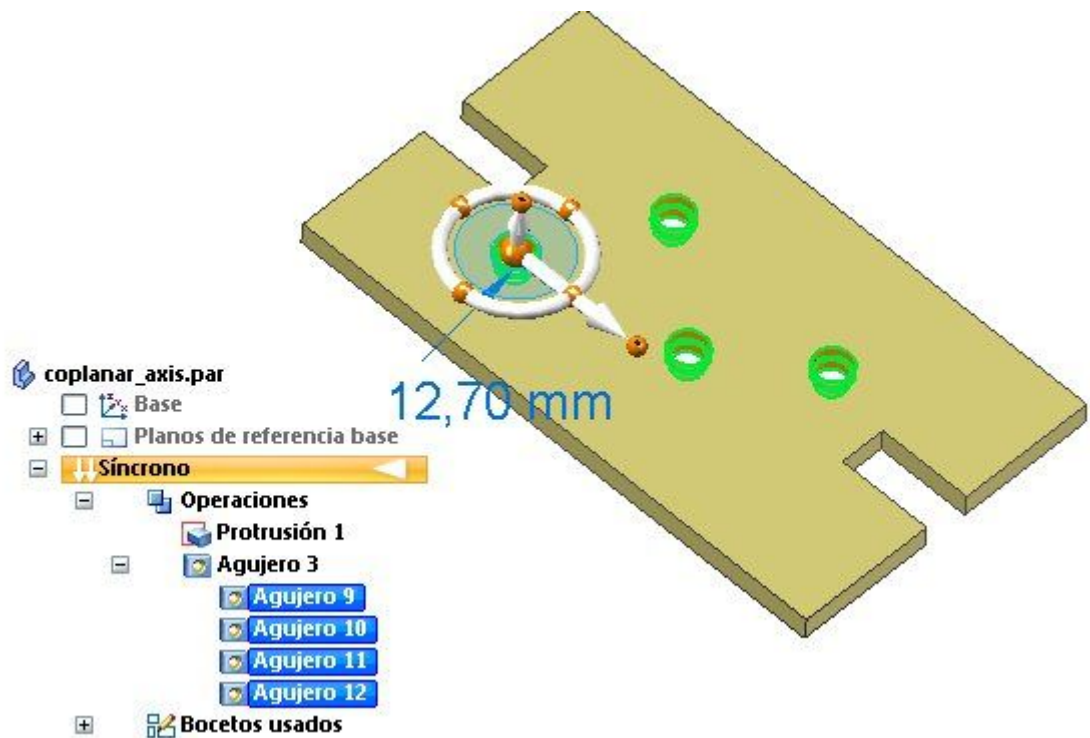 coplanar_axis.par
Base
12,70 mm
Planos de referencia base
Síncrono
Operaciones
Protrusión 1
Agujero 3
Agujero 9
Agujero 10
Agujero 11
Agujero 12
Bocetos usados